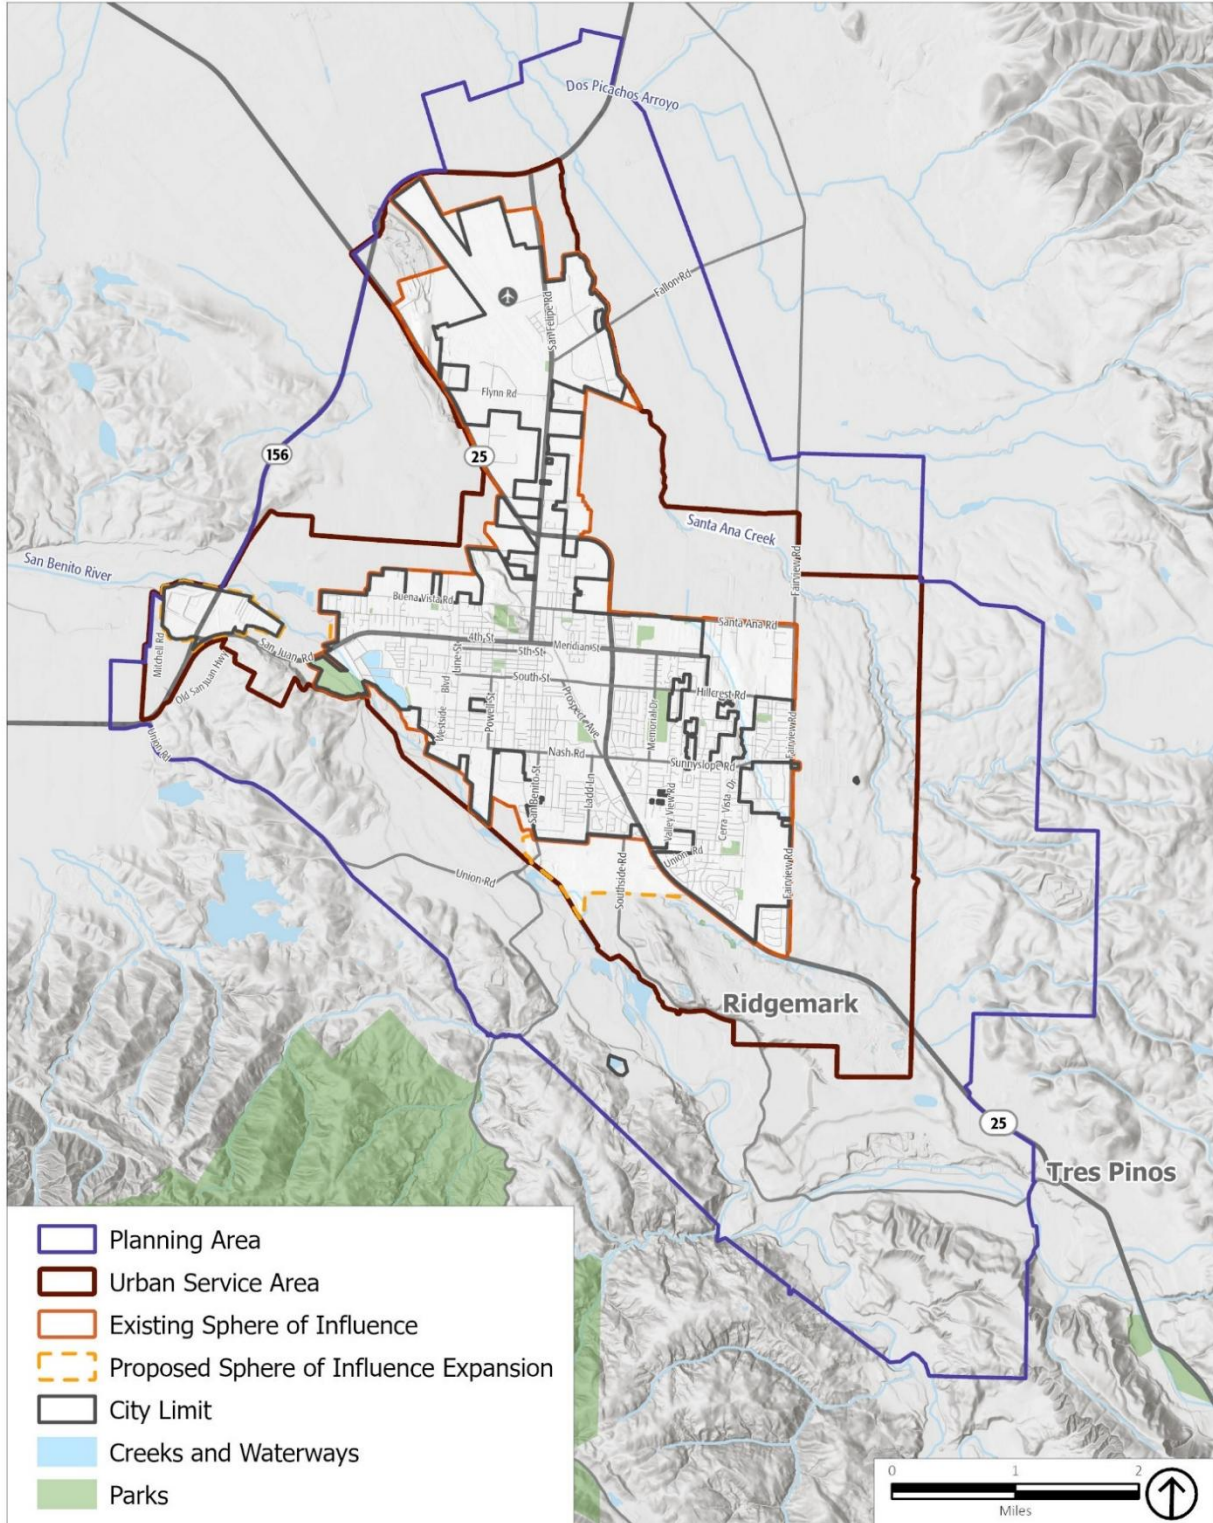 Dos Picachos Arroyo
Fallon Rd
San Felipe Rd
Flynn Rd
156
25
Santa Ana Creek
San Benito River
Fairview Rd
Buena Vista Rd
Santa Ana Rd
Mitchell Rd
4th St
Meridian St
San Juan Rd
Line St
5th St
Old San Juan Hwy
South St
Hillcrest Rd
Westside Blvd
Powell St
Prospect Ave
Memorial Dr
Fairview Rd
Union Rd
Nash Rd
Sunnyslope Rd
San Benito St
Ladd Ln
Valley View Rd
Cerra Vista Dr
Union Rd
Union Rd
Southside Rd
Fairview Rd
Ridgemark
25
Tres Pinos
Planning Area
Urban Service Area
Existing Sphere of Influence
Proposed Sphere of Influence Expansion
City Limit
Creeks and Waterways
Parks
0 1 2
Miles